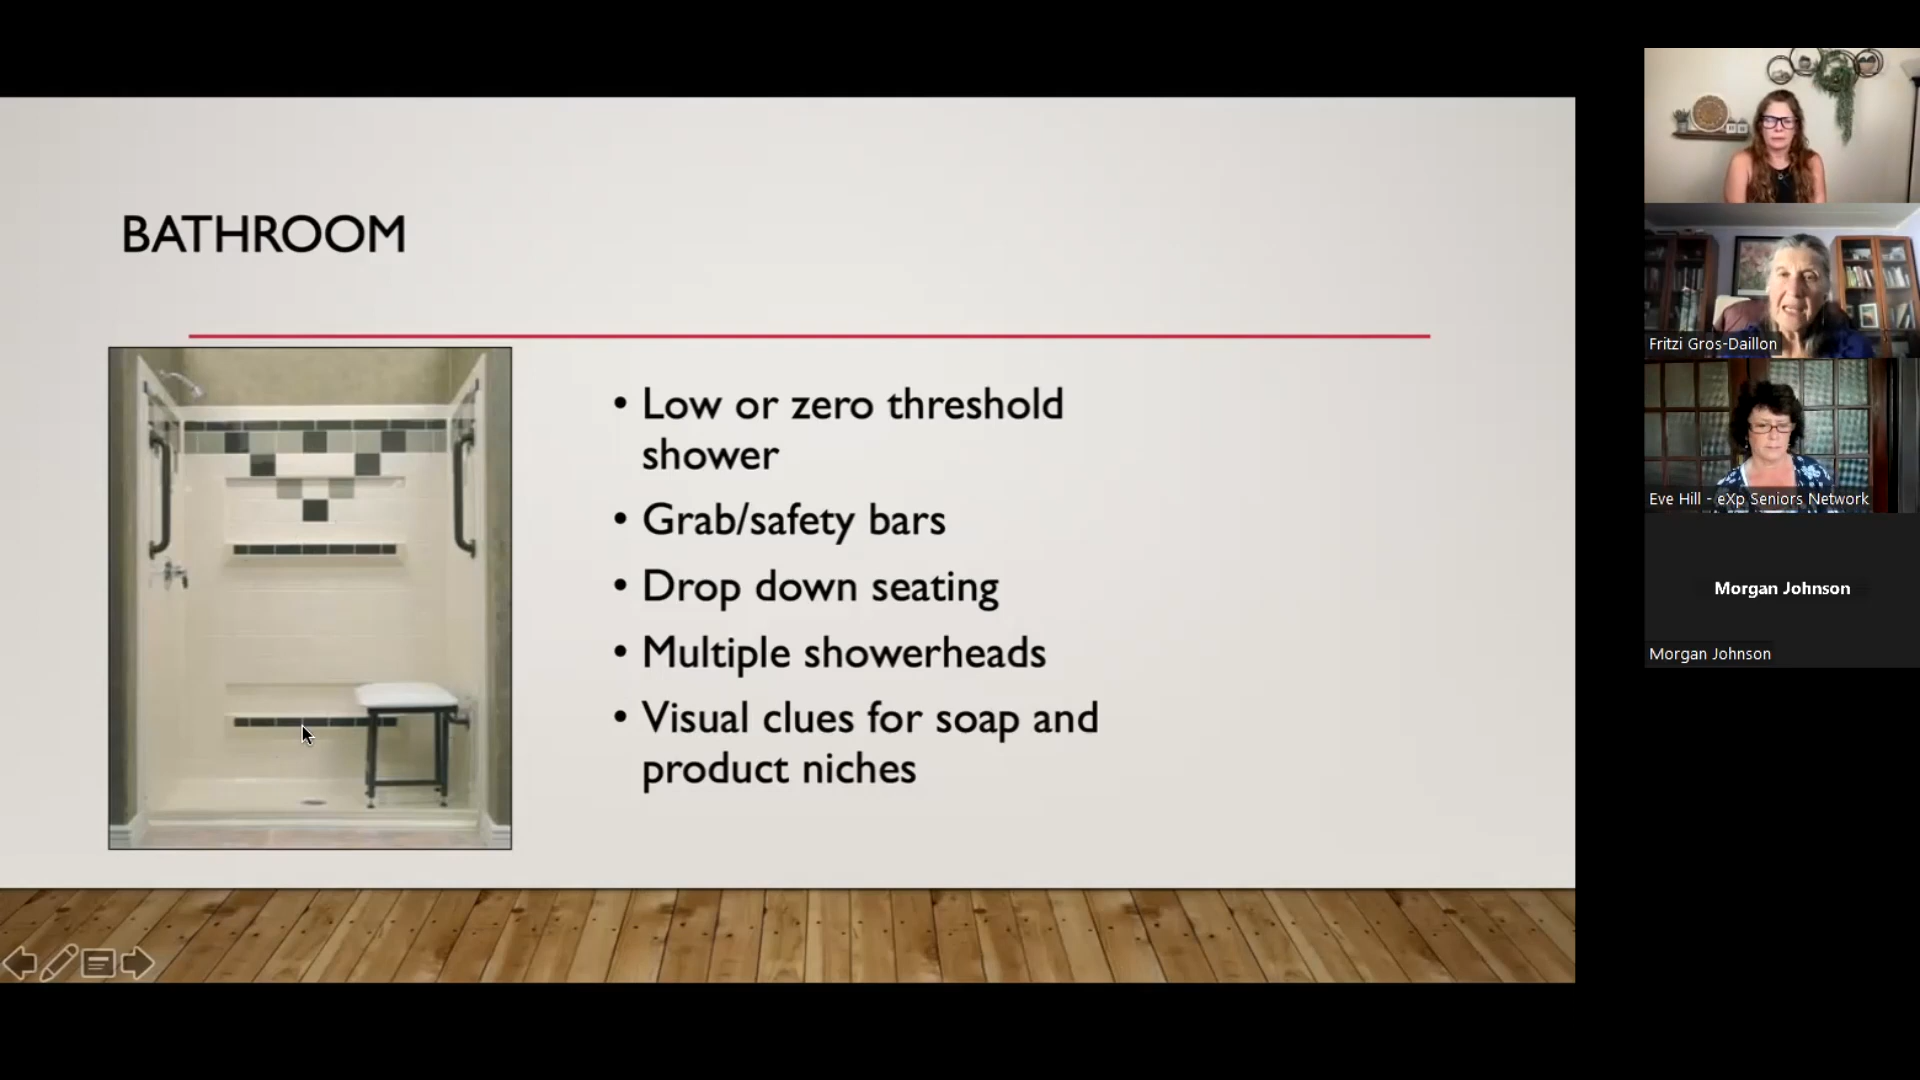 BATHROOM
• Low or zero threshold
shower
• Grab/safety bars
• Drop down seating
• Multiple showerheads
• Visual clues for soap and
product niches
Fritzi Gros-Daillon
Eve Hill - eXp Seniors Network
Morgan Johnson
Morgan Johnson